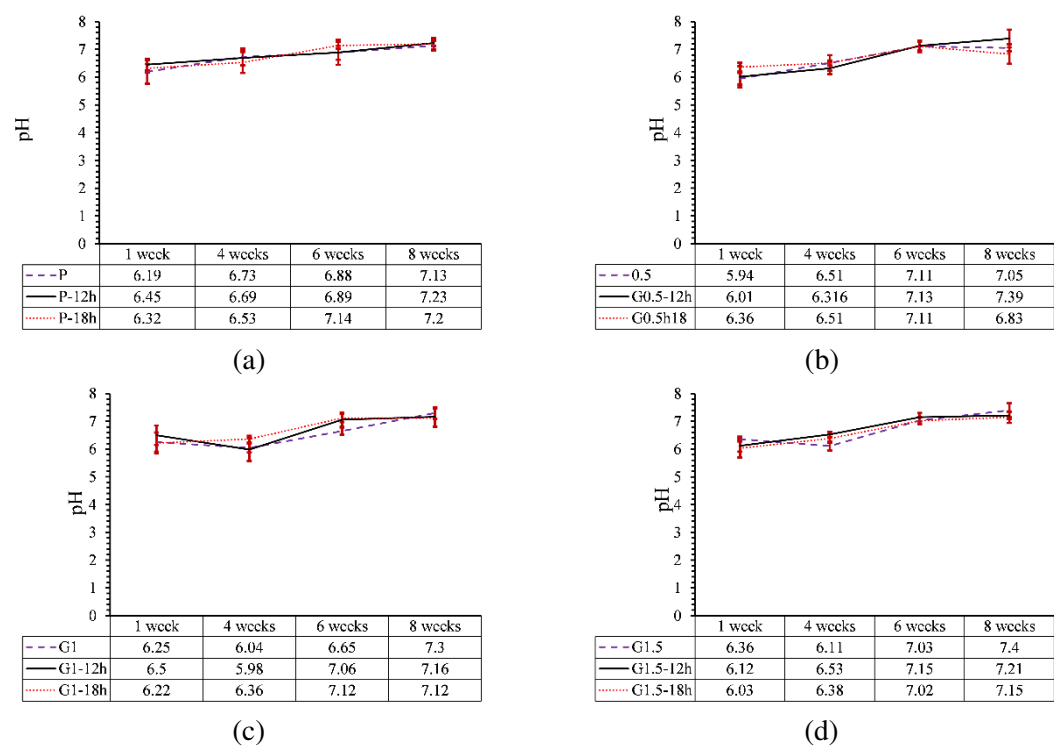 8
7
6
5
4
3
2
1
0
pH
1 week 4 weeks 6 weeks 8 weeks
P 6.19 6.73 6.88 7.13
P-12h 6.45 6.69 6.89 7.23
P-18h 6.32 6.53 7.14 7.2
(a)
8
7
6
5
4
3
2
1
0
pH
1 week 4 weeks 6 weeks 8 weeks
0.5 5.94 6.51 7.11 7.05
G0.5-12h 6.01 6.316 7.13 7.39
G0.5h18 6.36 6.51 7.11 6.83
(b)
8
7
6
5
4
3
2
1
0
pH
1 week 4 weeks 6 weeks 8 weeks
G1 6.25 6.04 6.65 7.3
G1-12h 6.5 5.98 7.06 7.16
G1-18h 6.22 6.36 7.12 7.12
(c)
8
7
6
5
4
3
2
1
0
pH
1 week 4 weeks 6 weeks 8 weeks
G1.5 6.36 6.11 7.03 7.4
G1.5-12h 6.12 6.53 7.15 7.21
G1.5-18h 6.03 6.38 7.02 7.15
(d)